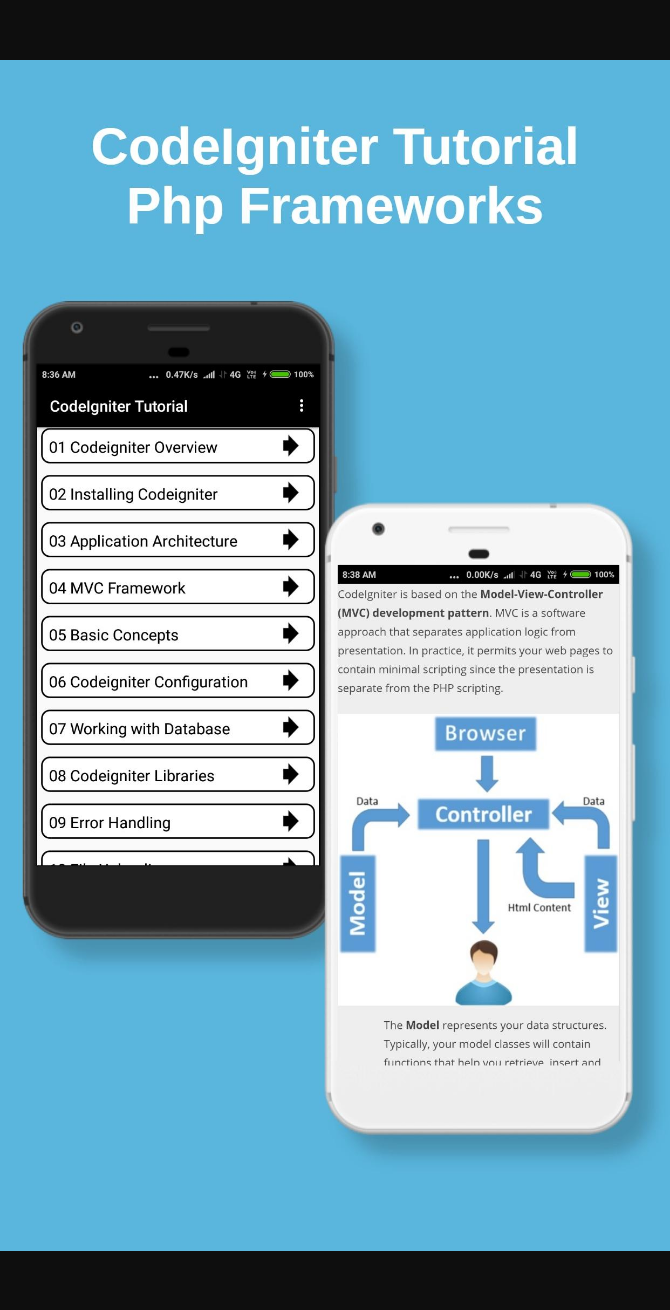 CodeIgniter Tutorial
Php Frameworks
8:36 AM ... 0.47K/s 4G Vo LTE 100%
CodeIgniter Tutorial
01 Codeigniter Overview
02 Installing Codeigniter
03 Application Architecture
04 MVC Framework
05 Basic Concepts
06 Codeigniter Configuration
07 Working with Database
08 Codeigniter Libraries
09 Error Handling
8:38 AM ... 0.00K/s 4G Vo LTE 100%
CodeIgniter is based on the Model-View-Controller
(MVC) development pattern. MVC is a software
approach that separates application logic from
presentation. In practice, it permits your web pages to
contain minimal scripting since the presentation is
separate from the PHP scripting.
Browser
Data
Data
Controller
Model
View
Html Content
The Model represents your data structures.
Typically, your model classes will contain
functions that help you retrieve, insert and